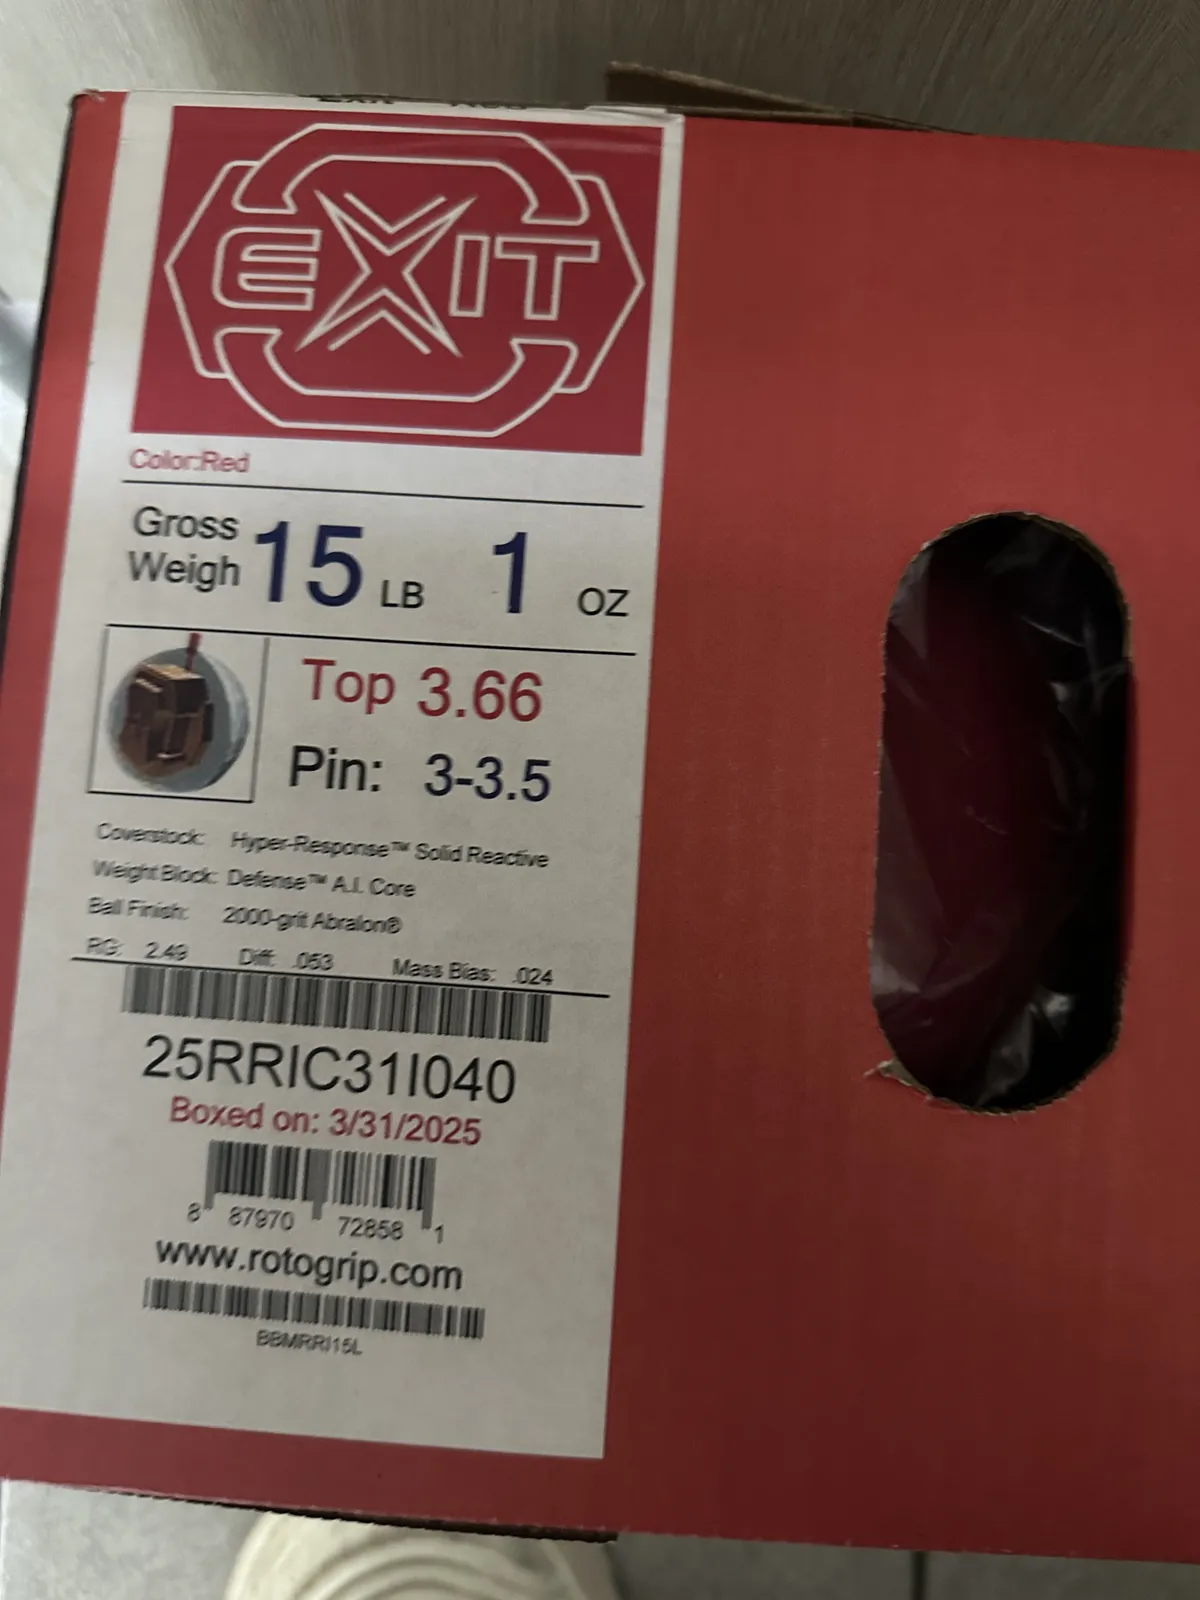 EXIT
Color:Red
Gross Weigh 15 LB 1 OZ
Top 3.66
Pin: 3-3.5
Coverstock: Hyper-Response™ Solid Reactive
Weight Block: Defense™ A.I. Core
Ball Finish: 2000-grit Abralon®
RG: 2.49 Diff: .053 Mass Bias: .024
25RRIC31I040
Boxed on: 3/31/2025
8 87970 72858 1
www.rotogrip.com
BBMRRI15L